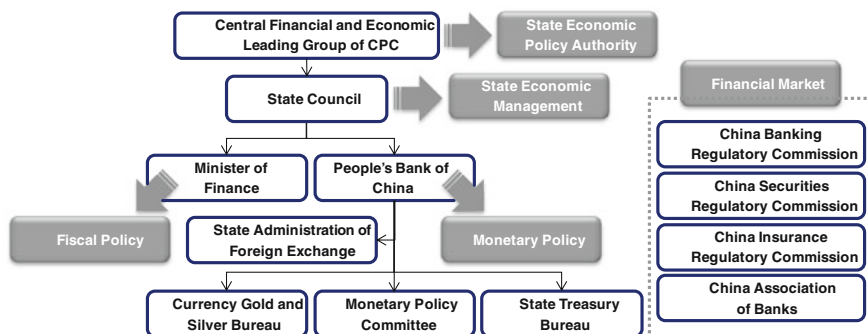 Central Financial and Economic
Leading Group of CPC
State Economic
Policy Authority
State Council
State Economic
Management
Financial Market
Minister of
Finance
People's Bank of
China
China Banking
Regulatory Commission
China Securities
Regulatory Commission
Fiscal Policy
State Administration of
Foreign Exchange
Monetary Policy
China Insurance
Regulatory Commission
Currency Gold and
Silver Bureau
Monetary Policy
Committee
State Treasury
Bureau
China Association
of Banks